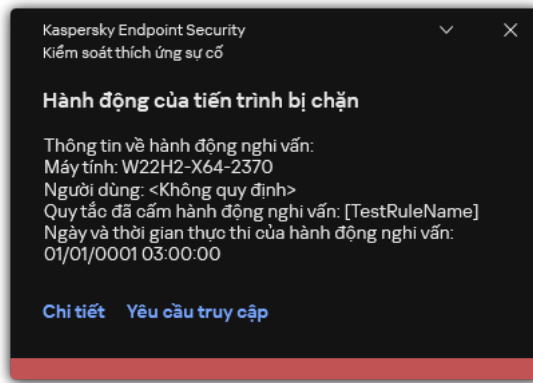 Kaspersky Endpoint Security
Kiểm soát thích ứng sự cố
Hành động của tiến trình bị chặn
Thông tin về hành động nghi vấn:
Máy tính: W22H2-X64-2370
Người dùng: <Không quy định>
Quy tắc đã cấm hành động nghi vấn: [TestRuleName]
Ngày và thời gian thực thi của hành động nghi vấn:
01/01/0001 03:00:00
Chi tiết Yêu cầu truy cập